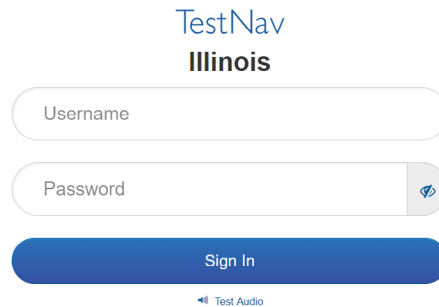 TestNav
Illinois
Username
Password
Sign In
Test Audio